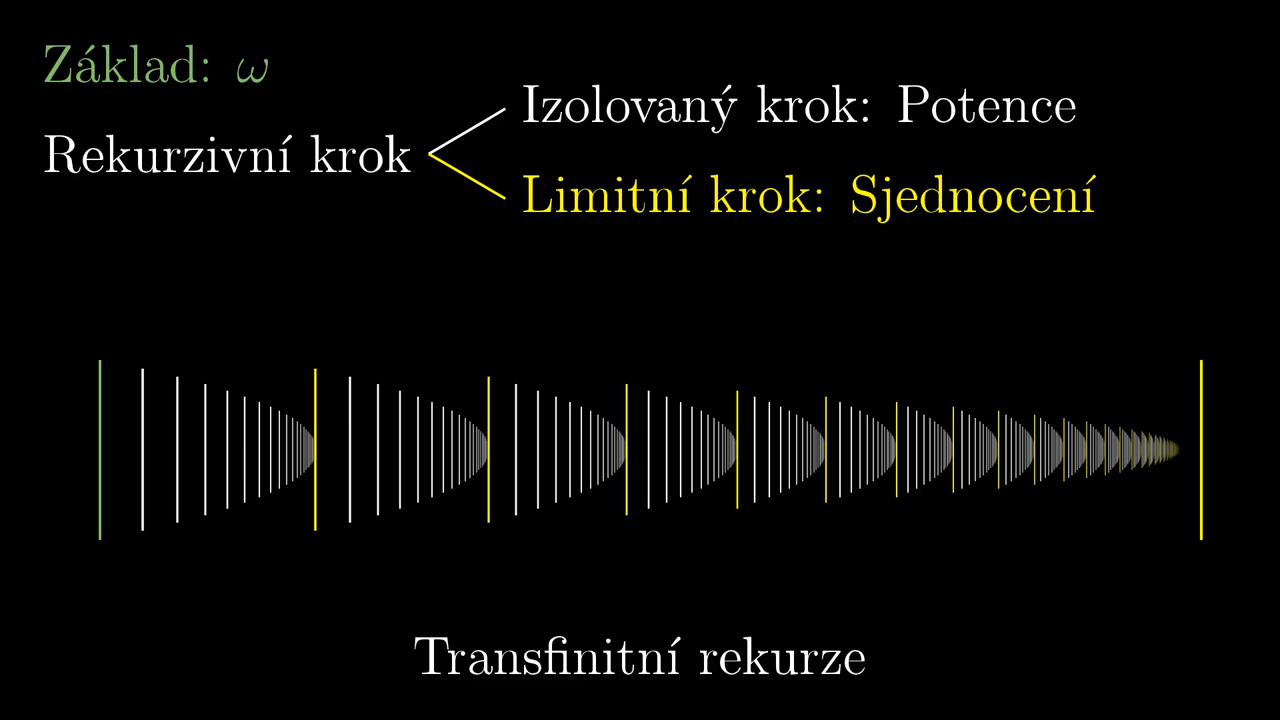 Základ: ω
Rekurzivní krok
Izolovaný krok: Potence
Limitní krok: Sjednocení
Transfinitní rekurze